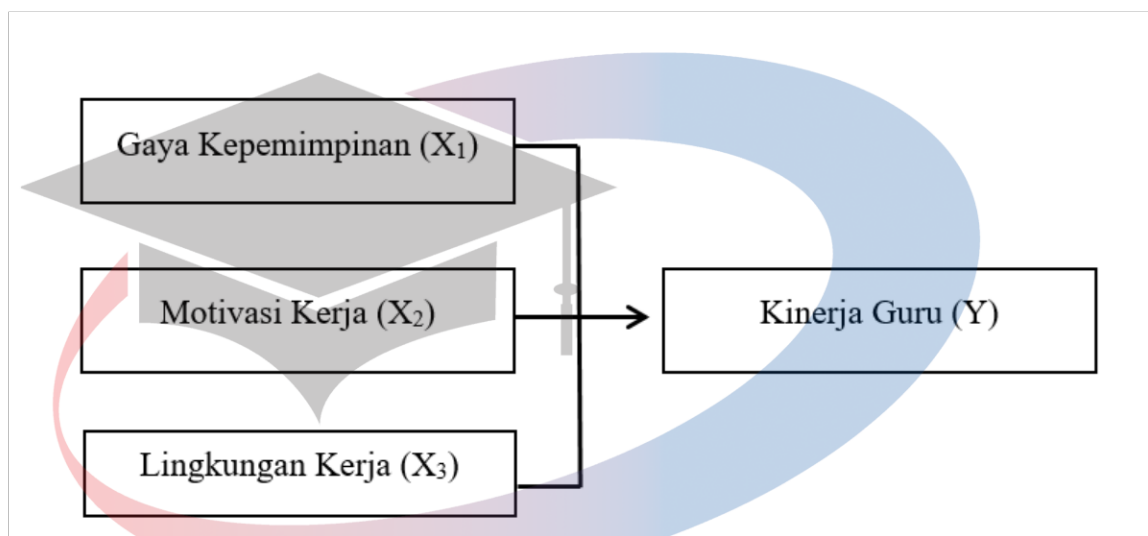 Gaya Kepemimpinan (X₁)
Motivasi Kerja (X₂)
Kinerja Guru (Y)
Lingkungan Kerja (X₃)